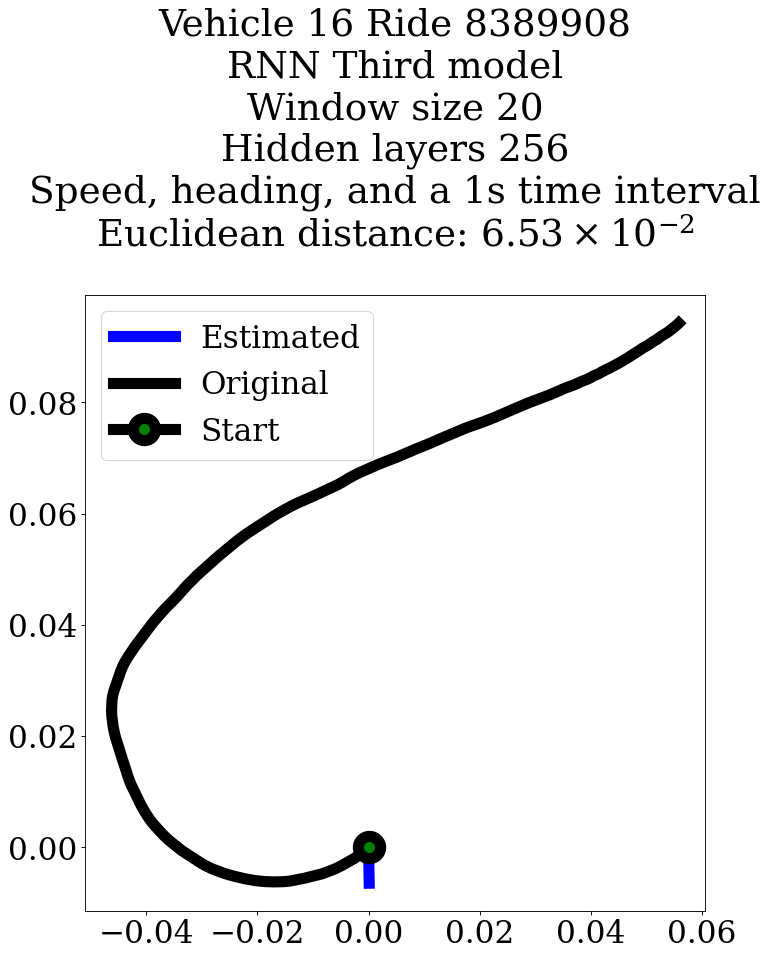 Vehicle 16 Ride 8389908
RNN Third model
Window size 20
Hidden layers 256
Speed, heading, and a 1s time interval
Euclidean distance: 6.53 × 10⁻²
Estimated
Original
Start
0.08
0.06
0.04
0.02
0.00
−0.04 −0.02 0.00 0.02 0.04 0.06